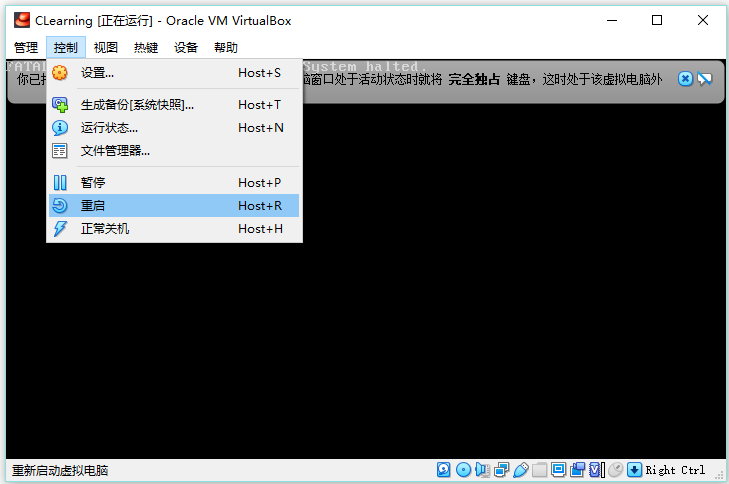 CLearning [正在运行] - Oracle VM VirtualBox
管理 控制 视图 热键 设备 帮助
FATAL System halted.
你已 脑窗口处于活动状态时就将 完全独占 键盘，这时处于该虚拟电脑外
设置... Host+S
生成备份[系统快照]... Host+T
运行状态... Host+N
文件管理器...
暂停 Host+P
重启 Host+R
正常关机 Host+H
重新启动虚拟电脑 Right Ctrl